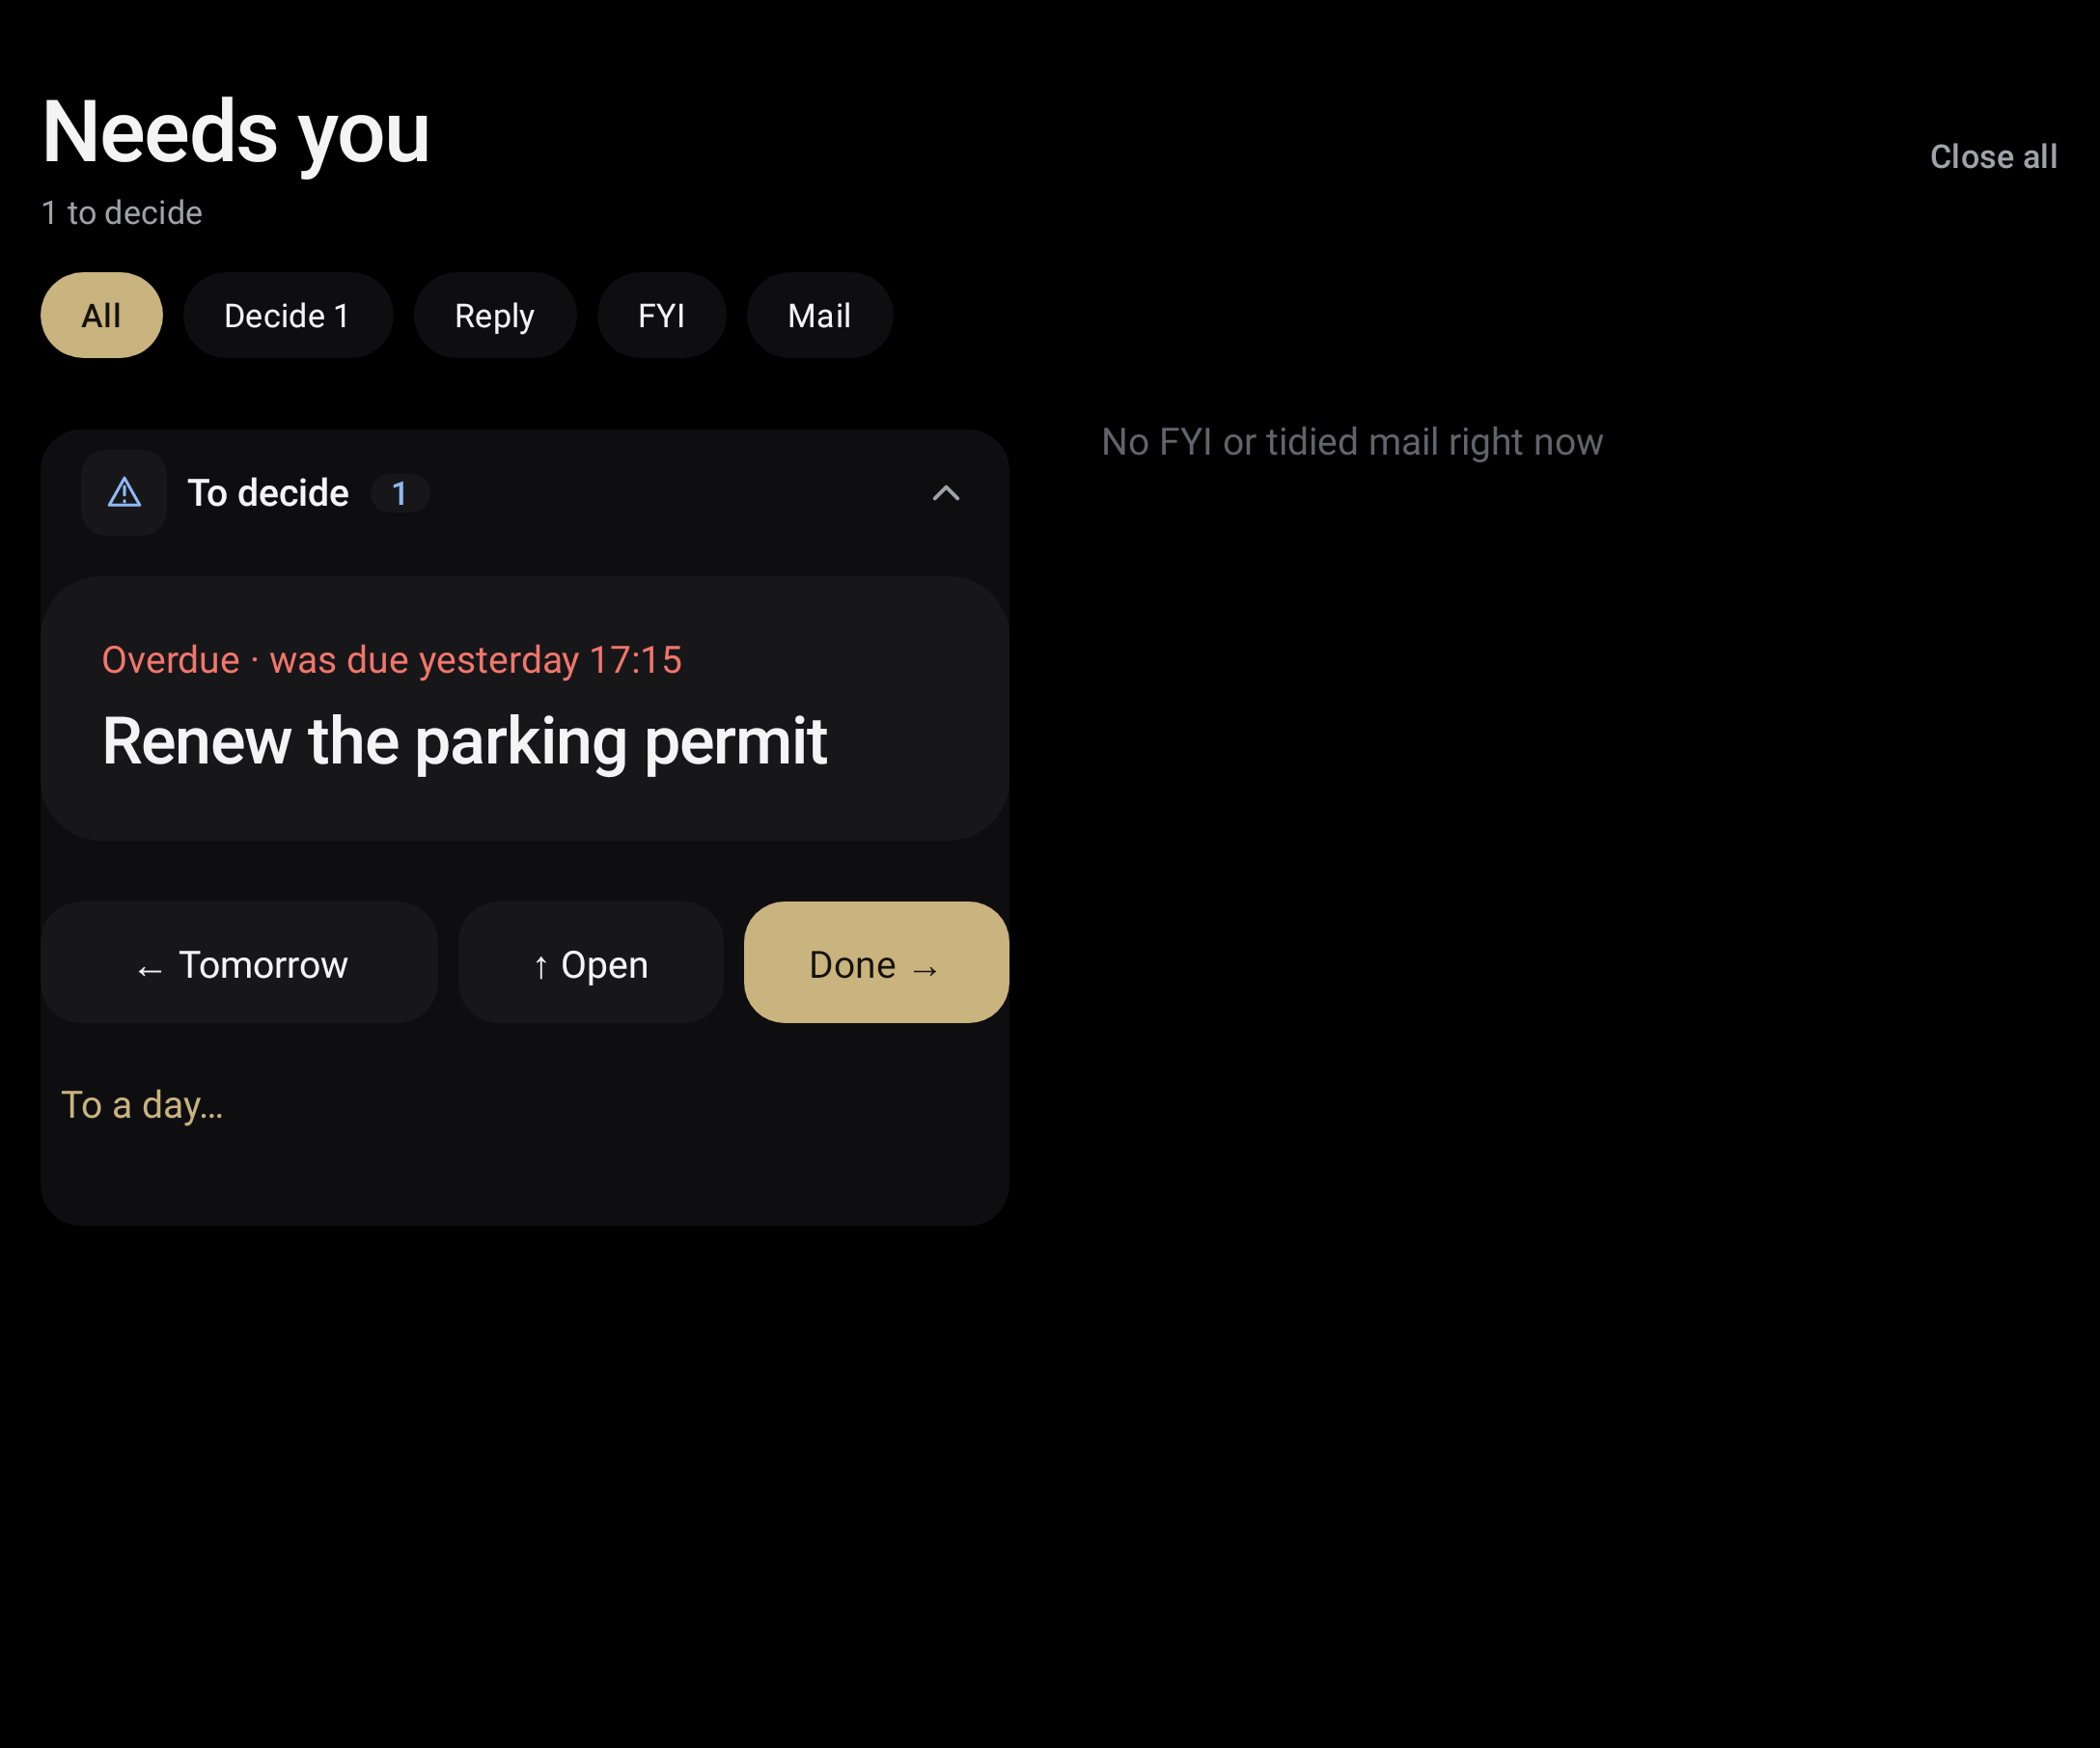 Needs you
Close all
1 to decide
All
Decide 1
Reply
FYI
Mail
To decide 1
No FYI or tidied mail right now
Overdue · was due yesterday 17:15
Renew the parking permit
← Tomorrow
↑ Open
Done →
To a day…